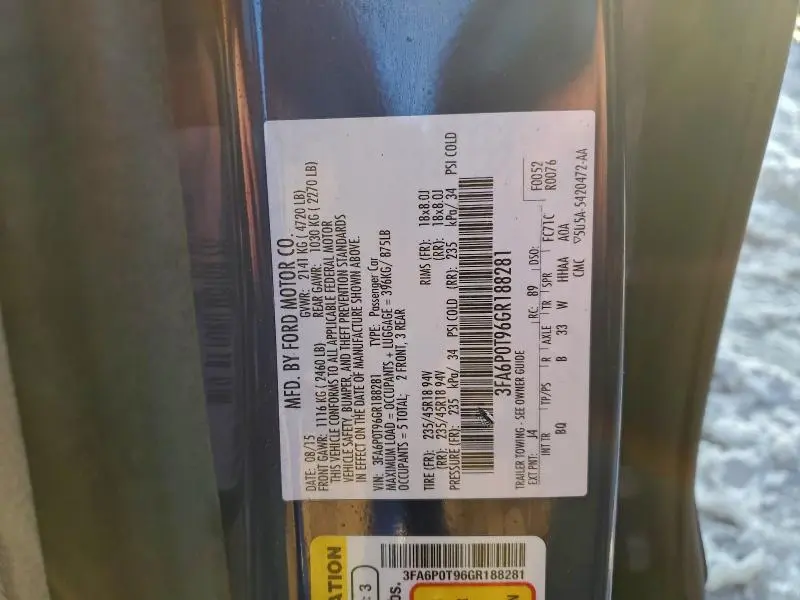 MFD. BY FORD MOTOR CO.
DATE: 08/15 GVWR: 2141 KG ( 4720 LB)
FRONT GAWR: 1116 KG ( 2460 LB) REAR GAWR: 1030 KG ( 2270 LB)
THIS VEHICLE CONFORMS TO ALL APPLICABLE FEDERAL MOTOR
VEHICLE SAFETY, BUMPER, AND THEFT PREVENTION STANDARDS
IN EFFECT ON THE DATE OF MANUFACTURE SHOWN ABOVE.
VIN: 3FA6P0T96GR188281 TYPE: Passenger Car
MAXIMUM LOAD = OCCUPANTS + LUGGAGE = 396KG/ 875LB
OCCUPANTS = 5 TOTAL; 2 FRONT, 3 REAR
TIRE (FR): 235/45R18 94V RIMS (FR): 18x8.0J
(RR): 235/45R18 94V (RR): 18x8.0J
PRESSURE (FR): 235 kPa/ 34 PSI COLD (RR): 235 kPa/ 34 PSI COLD
3FA6P0T96GR188281
TRAILER TOWING - SEE OWNER GUIDE
F0052
R0076
EXT PNT: J4 RC: 89 DSO: FC71C
INT TR TP/PS R AXLE TR SPR
BQ B 33 W HHAA AOA
CMC 5U5A-5420472-AA
3FA6P0T96GR188281
: 3